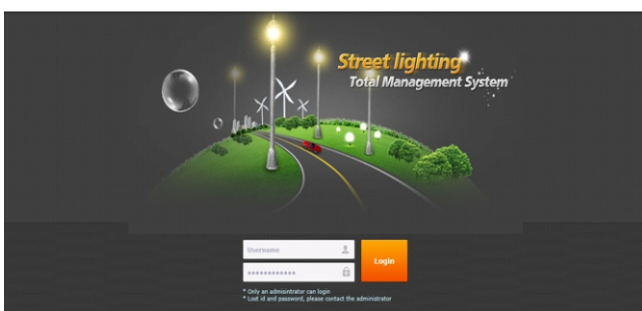 Street lighting
Total Management System
Username
************
Login
* Only an admisintrator can login
* Lost id and password, please contact the administrator